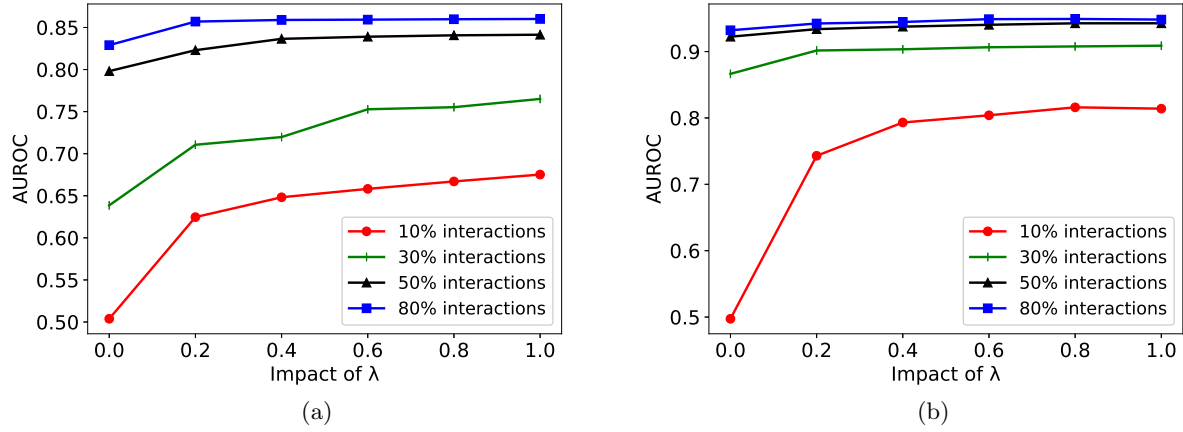 0.85
0.80
0.75
0.70
0.65
0.60
0.55
0.50
AUROC
10% interactions
30% interactions
50% interactions
80% interactions
0.0 0.2 0.4 0.6 0.8 1.0
Impact of λ
(a)
0.9
0.8
0.7
0.6
0.5
AUROC
10% interactions
30% interactions
50% interactions
80% interactions
0.0 0.2 0.4 0.6 0.8 1.0
Impact of λ
(b)